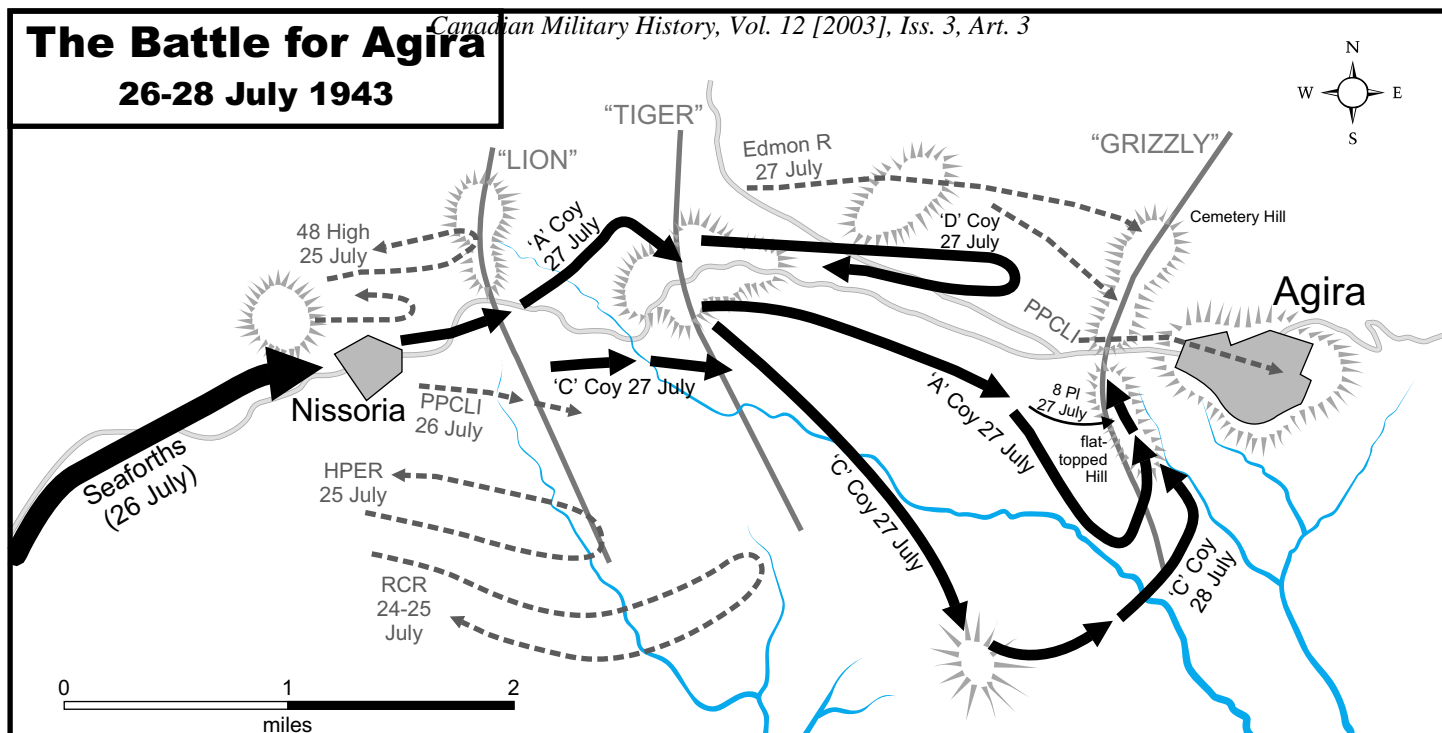 Canadian Military History, Vol. 12 [2003], Iss. 3, Art. 3
The Battle for Agira
26-28 July 1943
N
W
E
S
“LION”
“TIGER”
“GRIZZLY”
Edmon R
27 July
Cemetery Hill
48 High
25 July
‘A’ Coy
27 July
‘D’ Coy
27 July
Agira
PPCLI
Nissoria
‘C’ Coy 27 July
PPCLI
26 July
‘A’ Coy 27 July
8 Pl
27 July
flat-
topped
Hill
Seaforths
(26 July)
HPER
25 July
‘C’ Coy 27 July
‘C’ Coy
28 July
RCR
24-25
July
0
1
2
miles